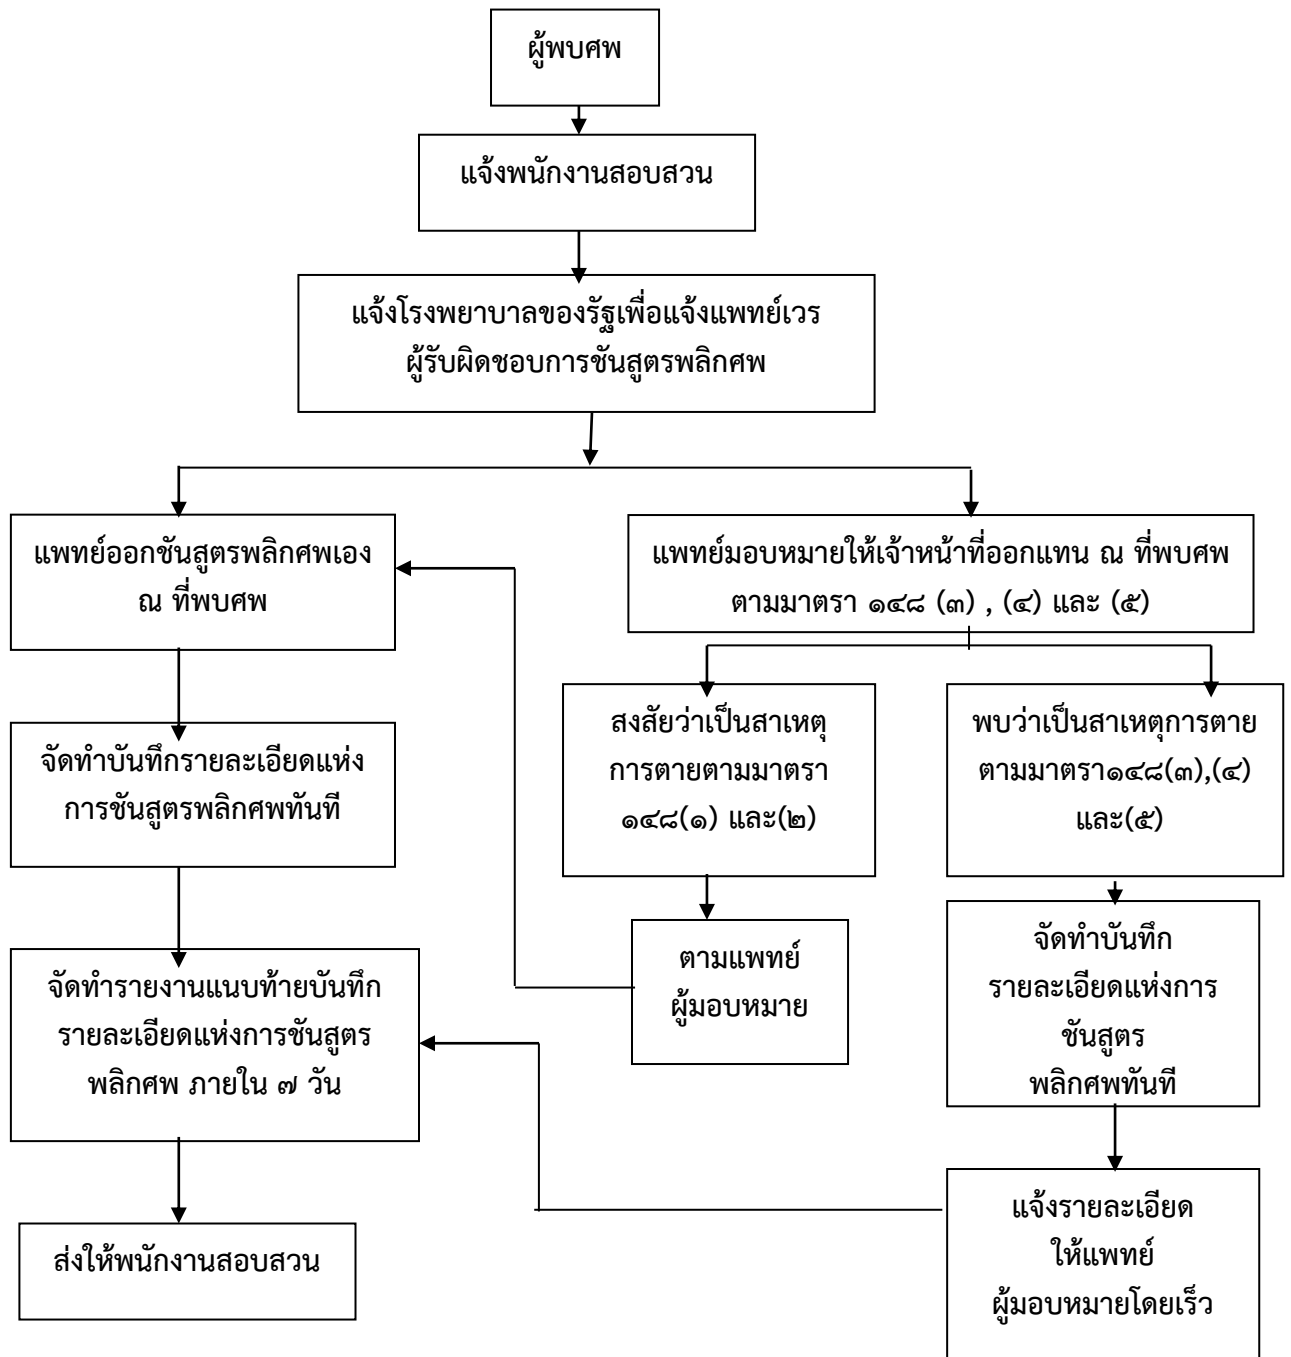 ผู้พบศพ
แจ้งพนักงานสอบสวน
แจ้งโรงพยาบาลของรัฐเพื่อแจ้งแพทย์เวร
ผู้รับผิดชอบการชันสูตรพลิกศพ
แพทย์ออกชันสูตรพลิกศพเอง
ณ ที่พบศพ
แพทย์มอบหมายให้เจ้าหน้าที่ออกแทน ณ ที่พบศพ
ตามมาตรา ๑๔๘ (๓) , (๔) และ (๕)
สงสัยว่าเป็นสาเหตุ
การตายตามมาตรา
๑๔๘(๑) และ(๒)
พบว่าเป็นสาเหตุการตาย
ตามมาตรา๑๔๘(๓),(๔)
และ(๕)
จัดทำบันทึกรายละเอียดแห่ง
การชันสูตรพลิกศพทันที
ตามแพทย์
ผู้มอบหมาย
จัดทำบันทึก
รายละเอียดแห่งการ
ชันสูตร
พลิกศพทันที
จัดทำรายงานแนบท้ายบันทึก
รายละเอียดแห่งการชันสูตร
พลิกศพ ภายใน ๗ วัน
แจ้งรายละเอียด
ให้แพทย์
ผู้มอบหมายโดยเร็ว
ส่งให้พนักงานสอบสวน